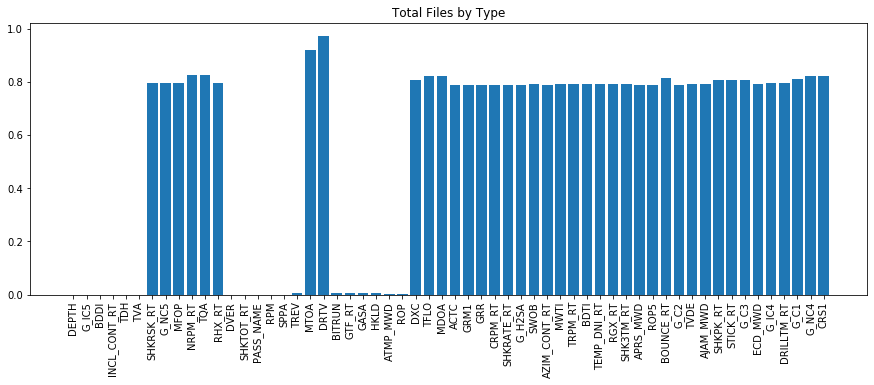 Total Files by Type
1.0
0.8
0.6
0.4
0.2
0.0
DEPTH
G_IC5
BDDI
INCL_CONT_RT
TDH
TVA
SHKRSK_RT
G_NC5
MFOP
NRPM_RT
TQA
RHX_RT
DVER
SHKTOT_RT
PASS_NAME
RPM
SPPA
TREV
MTOA
DRTV
BITRUN
GTF_RT
GASA
HKLD
ATMP_MWD
ROP
DXC
TFLO
MDOA
ACTC
GRM1
GRR
CRPM_RT
SHKRATE_RT
G_H2SA
SWOB
AZIM_CONT_RT
MWTI
TRPM_RT
BDTI
TEMP_DNI_RT
RGX_RT
SHK3TM_RT
APRS_MWD
ROP5
BOUNCE_RT
G_C2
TVDE
AJAM_MWD
SHKPK_RT
STICK_RT
G_C3
ECD_MWD
G_IC4
DRILLTM_RT
G_C1
G_NC4
CRS1